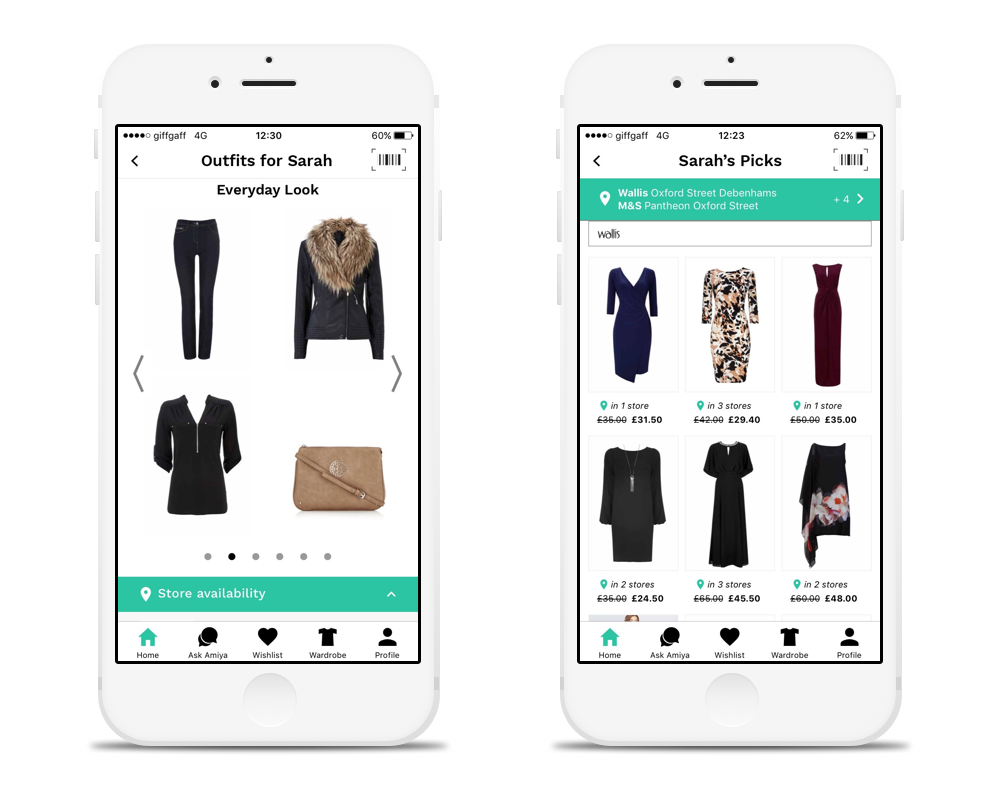 giffgaff 4G 12:30 60%
Outfits for Sarah
Everyday Look
Store availability
Home Ask Amiya Wishlist Wardrobe Profile
giffgaff 4G 12:23 62%
Sarah's Picks
Wallis Oxford Street Debenhams
M&S Pantheon Oxford Street
+ 4
wallis
in 1 store in 3 stores in 1 store
£35.00 £31.50 £42.00 £29.40 £50.00 £35.00
in 2 stores in 3 stores in 2 stores
£35.00 £24.50 £65.00 £45.50 £60.00 £48.00
Home Ask Amiya Wishlist Wardrobe Profile